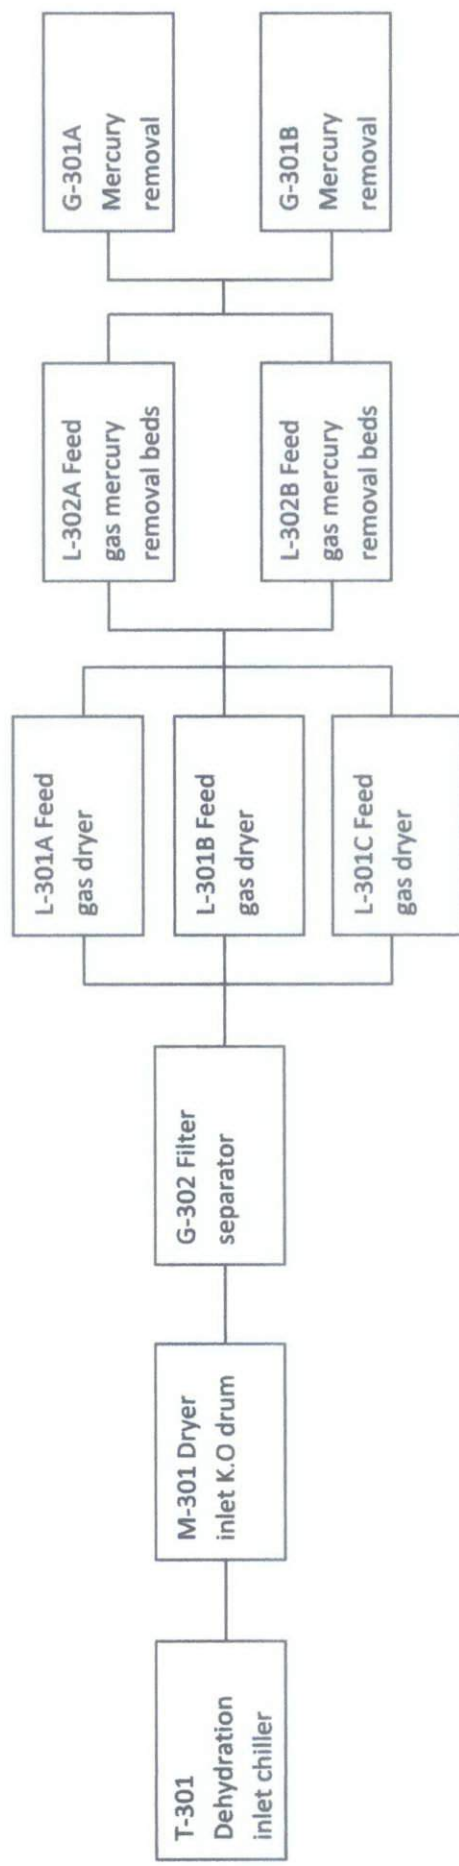 T-301
Dehydration
inlet chiller
M-301 Dryer
inlet K.O drum
G-302 Filter
separator
L-301A Feed
gas dryer
L-301B Feed
gas dryer
L-301C Feed
gas dryer
L-302A Feed
gas mercury
removal beds
L-302B Feed
gas mercury
removal beds
G-301A
Mercury
removal
G-301B
Mercury
removal